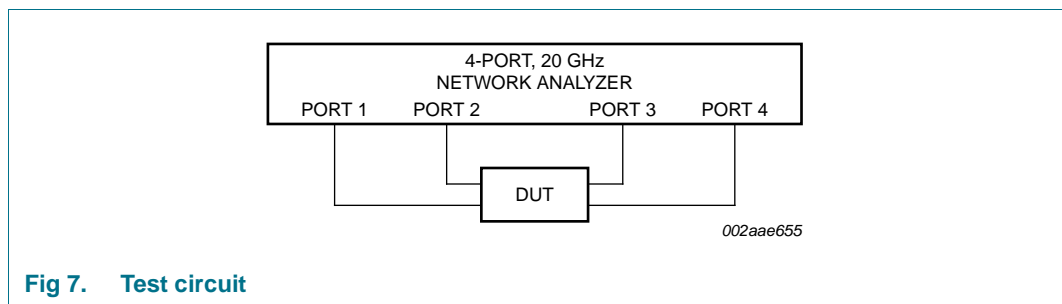 4-PORT, 20 GHz
NETWORK ANALYZER
PORT 1 PORT 2 PORT 3 PORT 4
DUT
002aae655
Fig 7. Test circuit